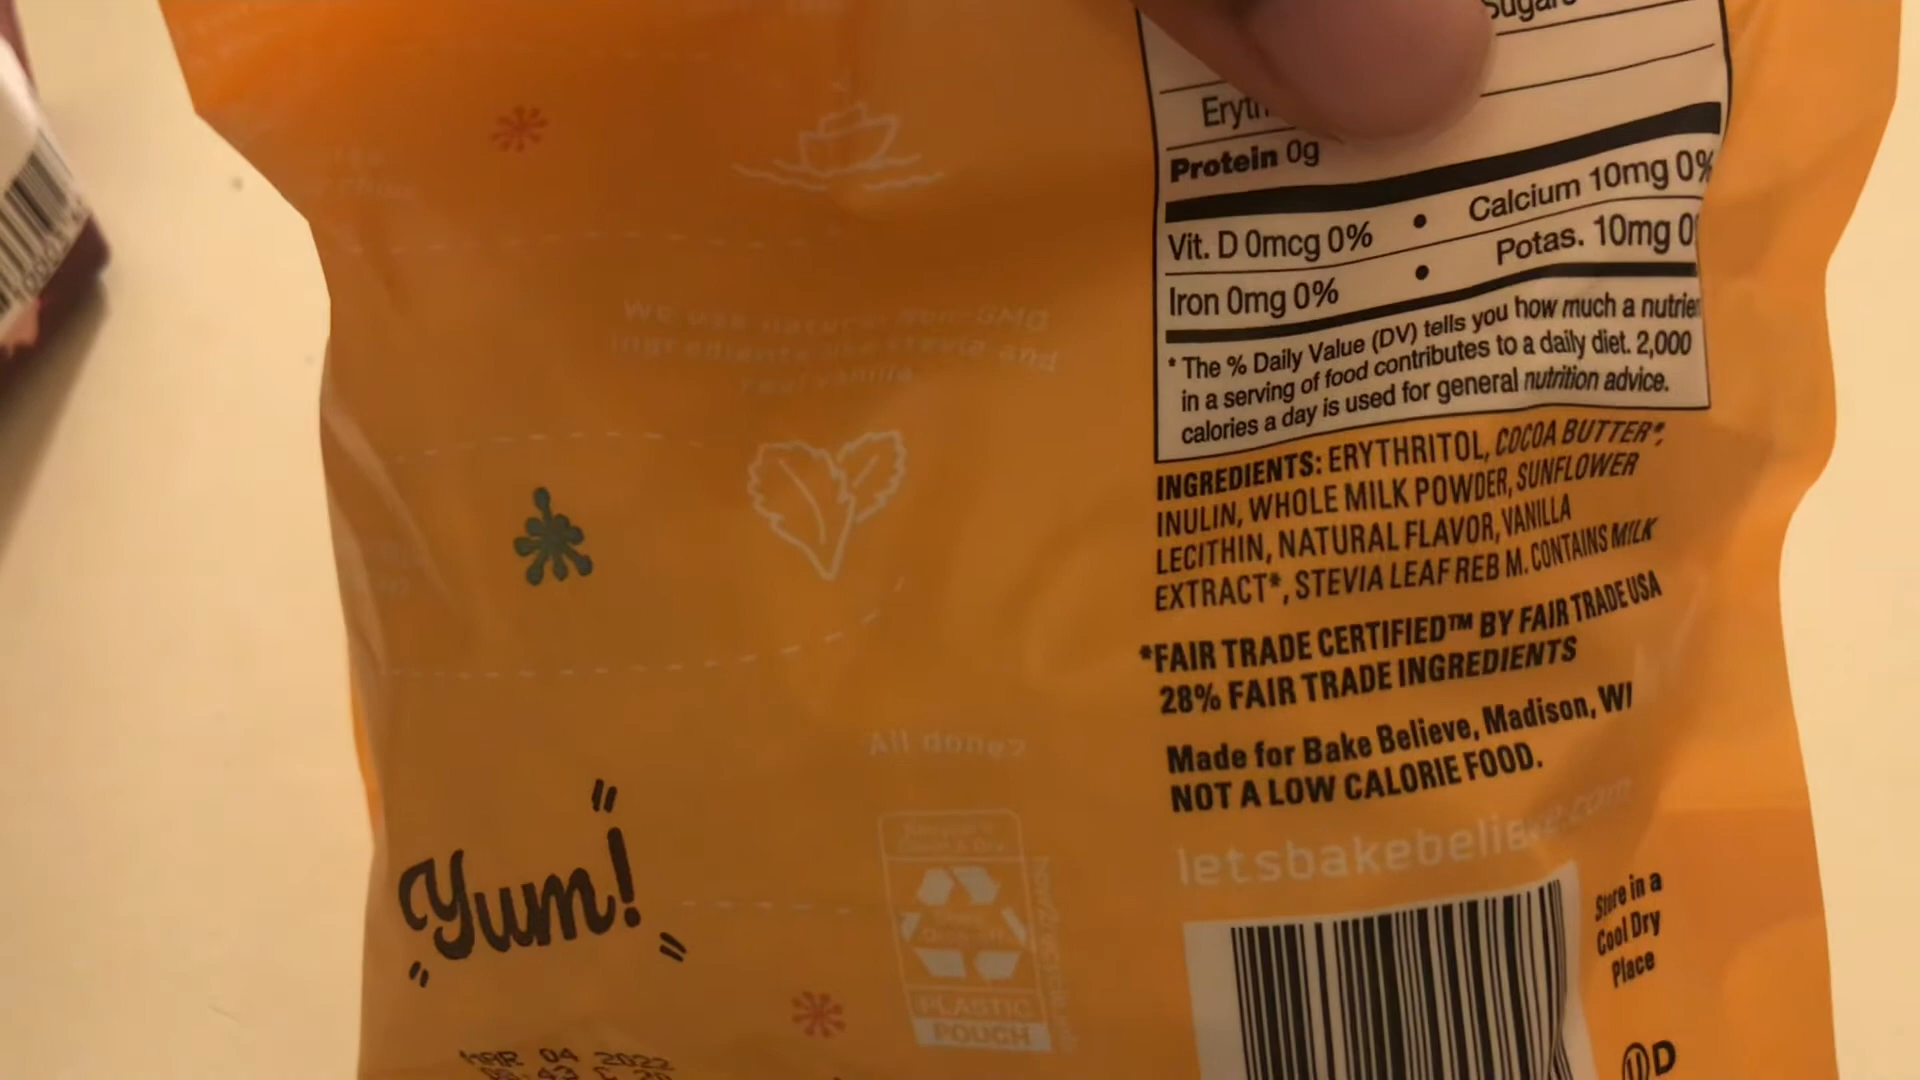 Sugars
Eryth
Protein 0g
Vit. D 0mcg 0% • Calcium 10mg 0%
Iron 0mg 0% • Potas. 10mg 0
* The % Daily Value (DV) tells you how much a nutrien
in a serving of food contributes to a daily diet. 2,000
calories a day is used for general nutrition advice.
INGREDIENTS: ERYTHRITOL, COCOA BUTTER*,
INULIN, WHOLE MILK POWDER, SUNFLOWER
LECITHIN, NATURAL FLAVOR, VANILLA
EXTRACT*, STEVIA LEAF REB M. CONTAINS MILK
*FAIR TRADE CERTIFIED™ BY FAIR TRADE USA
28% FAIR TRADE INGREDIENTS
Made for Bake Believe, Madison, WI
NOT A LOW CALORIE FOOD.
letsbakebelieve.com
Store in a
Cool Dry
Place
UD
We use natural Non-GMO
ingredients like stevia and
real vanilla
All done?
PLASTIC
POUCH
Yum!
MAR 04 2022